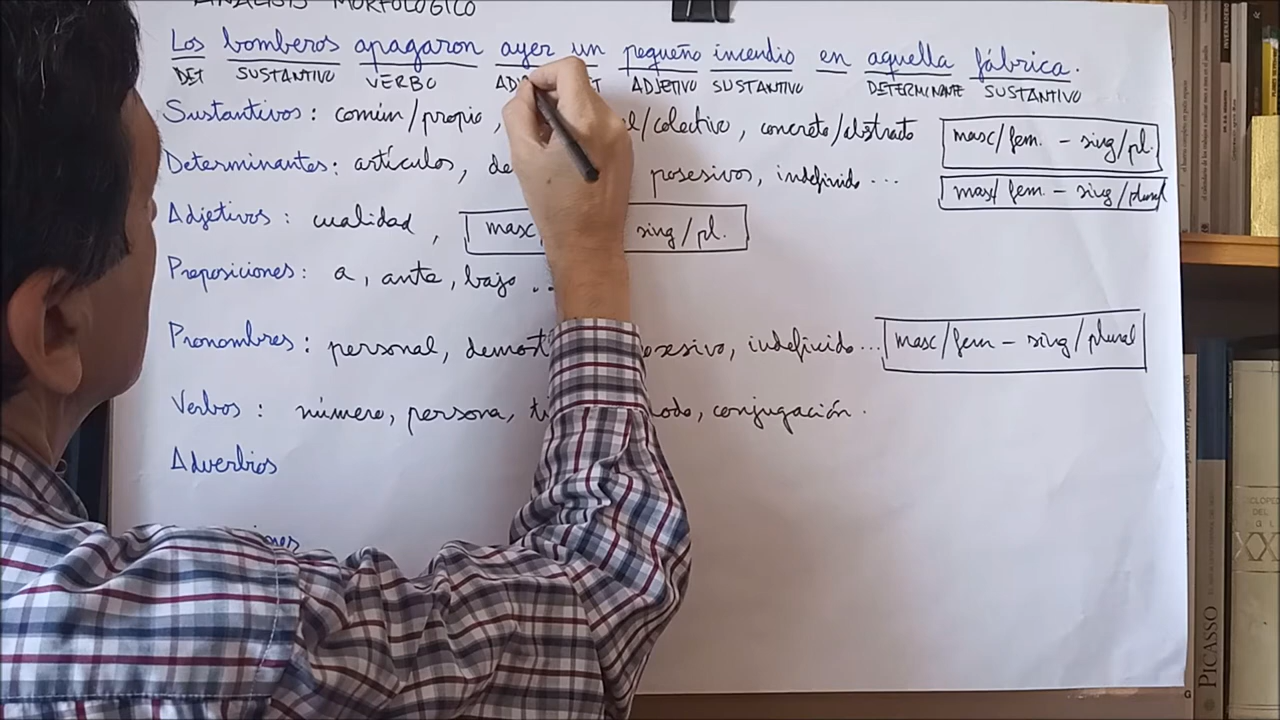 ANÁLISIS MORFOLÓGICO
Los bomberos apagaron ayer un pequeño incendio en aquella fábrica.
DET SUSTANTIVO VERBO ADJETIVO SUSTANTIVO DETERMINANTE SUSTANTIVO
Sustantivos: común/propio, /colectivo, concreto/abstracto masc/fem. - sing/pl.
Determinantes: artículos, posesivos, indefinido ... masc/fem. - sing/plural
Adjetivos: cualidad, masc sing/pl.
Preposiciones: a, ante, bajo ...
Pronombres: personal, indefinido... masc/fem - sing/plural
Verbos: número, persona, conjugación.
Adverbios
PICASSO